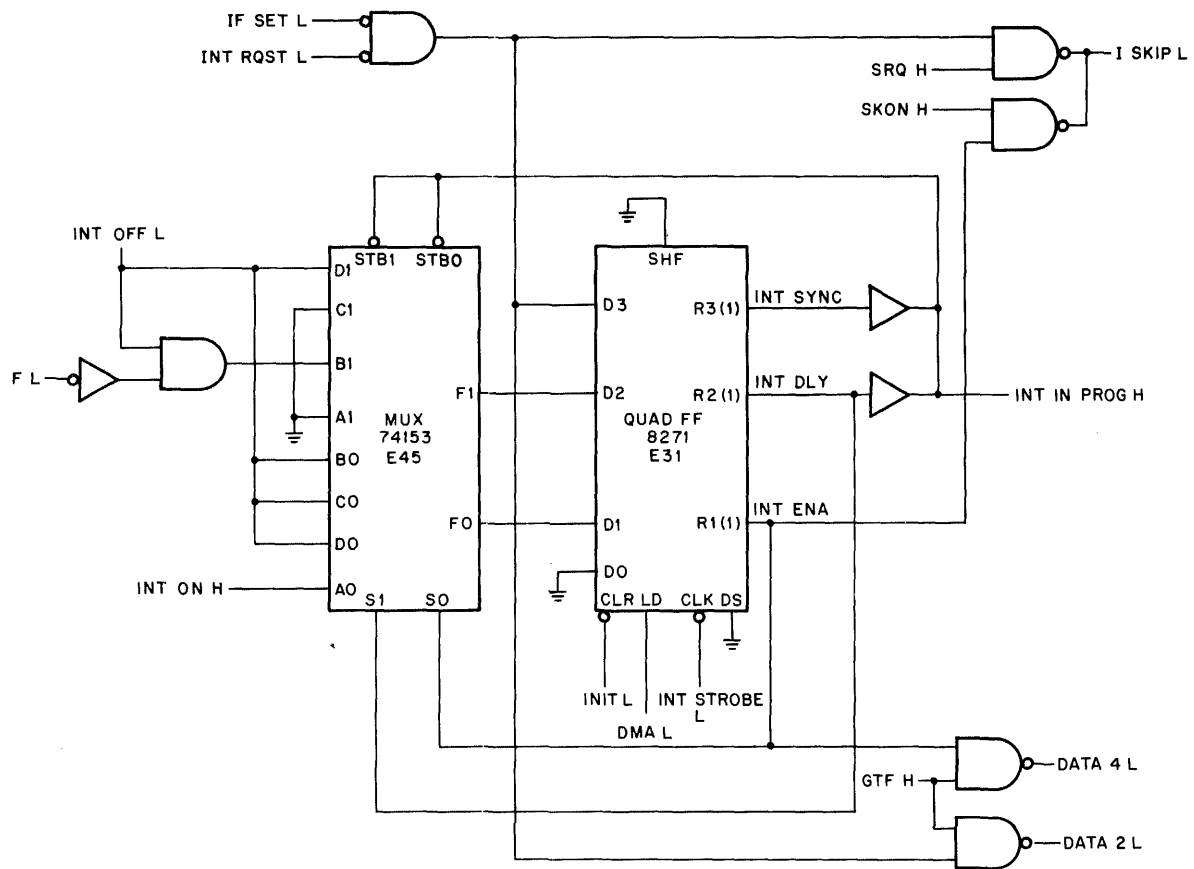 IF SET L
INT RQST L
I SKIP L
SRQ H
SKON H
INT OFF L
STB1 STB0
SHF
D1
C1
B1
A1
B0
C0
D0
A0
F L
MUX
74153
E45
F1
F0
S1 S0
INT ON H
D3
D2
D1
D0
QUAD FF
8271
E31
R3(1)
R2(1)
R1(1)
CLR LD CLK DS
INT SYNC
INT DLY
INT ENA
INT IN PROG H
INIT L
DMA L
INT STROBE
L
GTF H
DATA 4 L
DATA 2 L